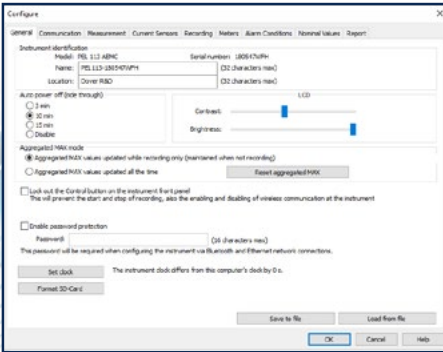 Configure
General Communication Measurement Current Sensors Recording Meters Alarm Conditions Nominal Values Report
Instrument identification
Model: PEL 113 AEMC Serial number: 180547WPH
Name: PEL113-180547WPH (32 characters max)
Location: Dover R&D (32 characters max)
Auto power off (ride through) LCD
3 min
10 min
15 min
Disable
Contrast:
Brightness:
Aggregated MAX mode
Aggregated MAX values updated while recording only (maintained when not recording)
Aggregated MAX values updated all the time Reset aggregated MAX
Lock out the Control button on the instrument front panel
This will prevent the start and stop of recording, also the enabling and disabling of wireless communication at the instrument
Enable password protection
Password: (16 characters max)
This password will be required when configuring the instrument via Bluetooth and Ethernet network connections.
Set clock The instrument clock differs from this computer's clock by 0 s.
Format SD-Card
Save to file Load from file
OK Cancel Help